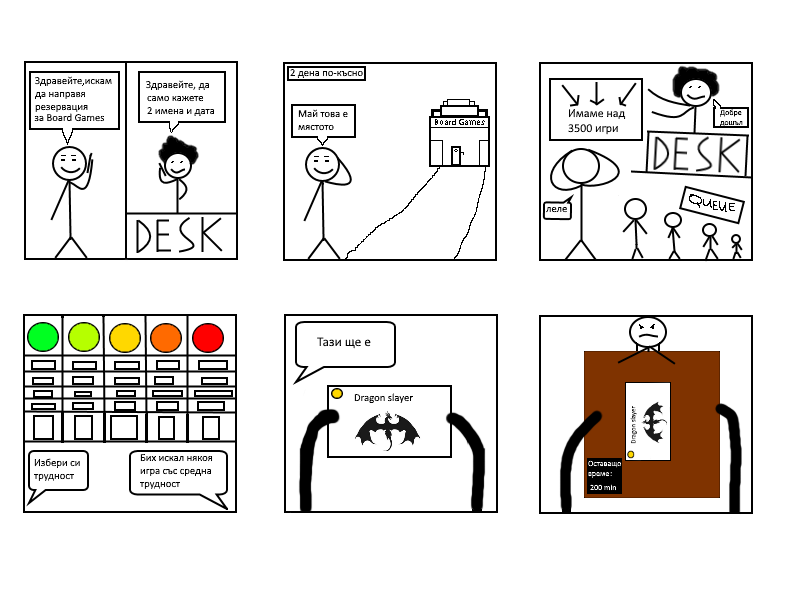 Здравейте,искам
да направя
резервация
за Board Games
Здравейте, да
само кажете
2 имена и дата
DESK
2 дена по-късно
Май това е
мястото
Board Games
Имаме над
3500 игри
Добре
дошъл
DESK
QUEUE
леле
Избери си
трудност
Бих искал някоя
игра със средна
трудност
Тази ще е
Dragon slayer
Dragon slayer
Оставащо
време:
200 min